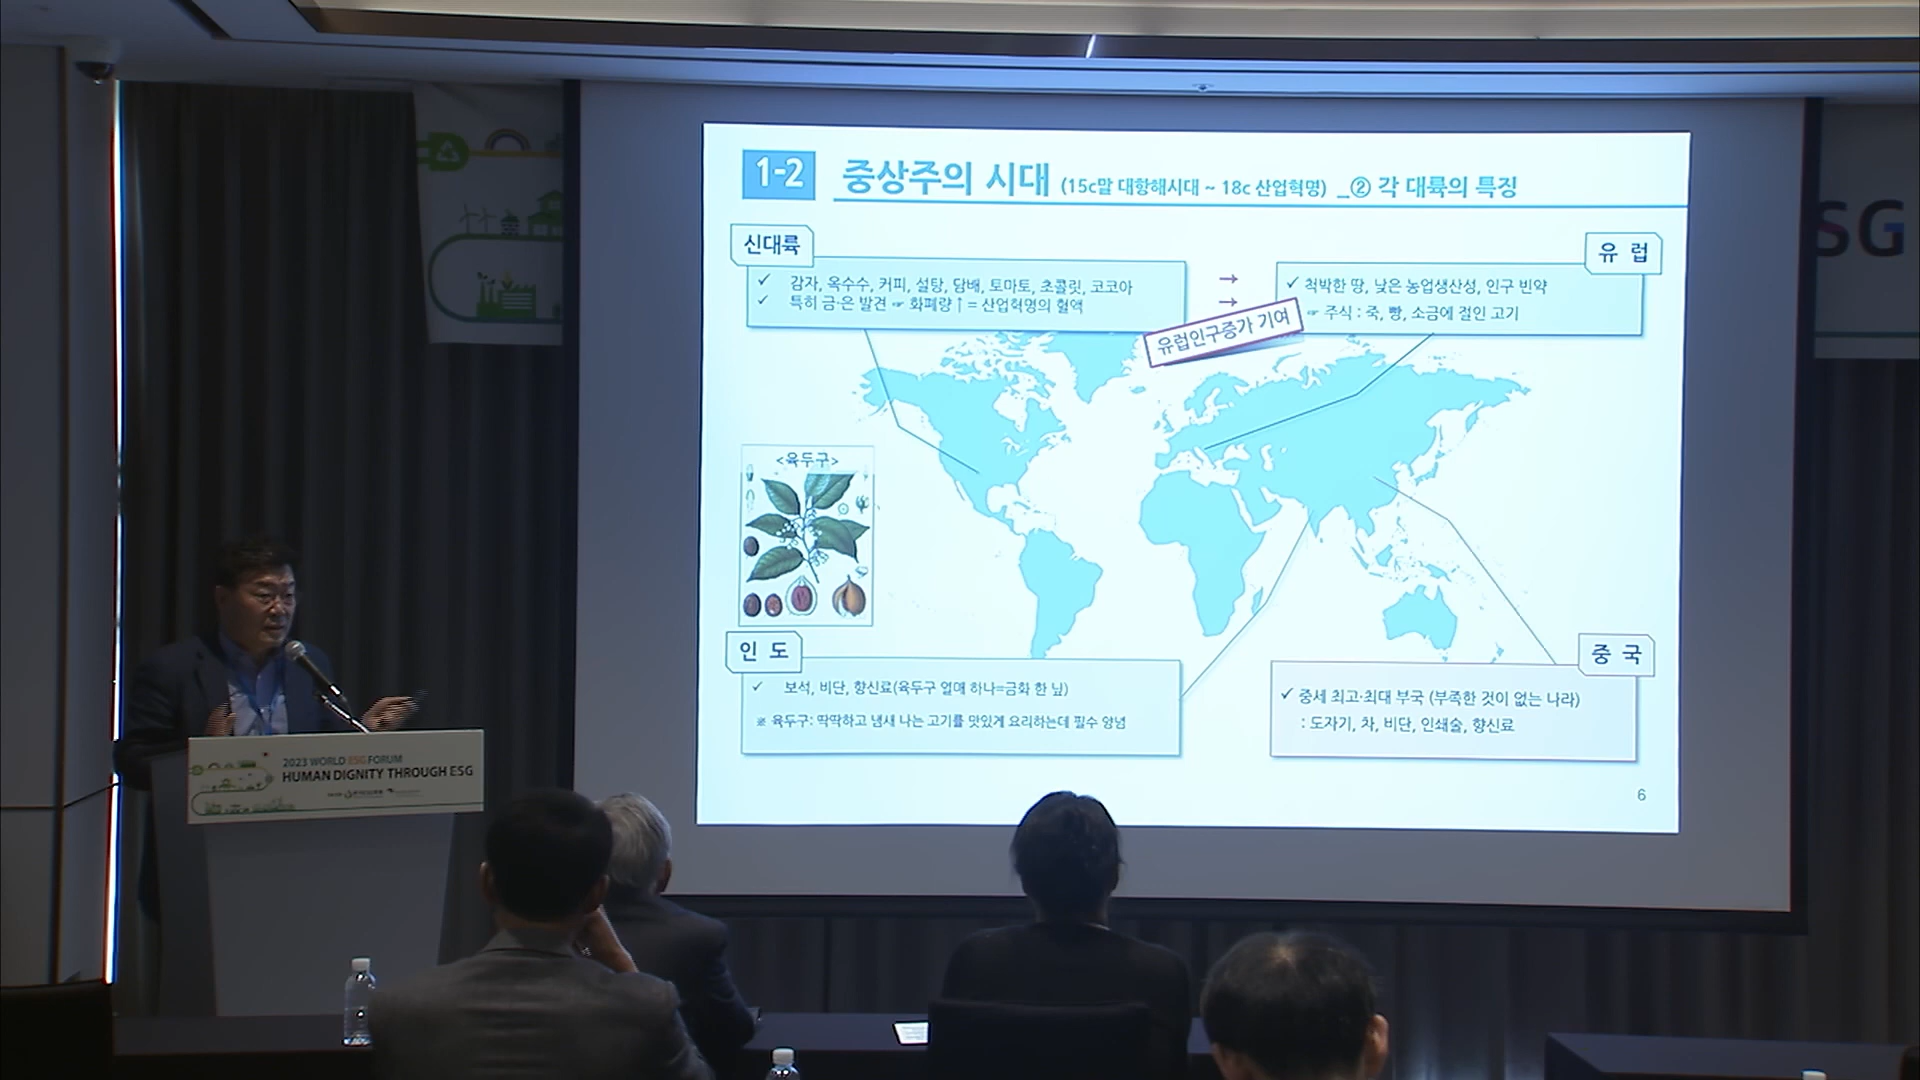 1-2 중상주의 시대 (15c말 대항해시대 ~ 18c 산업혁명) _② 각 대륙의 특징
신대륙
✓ 감자, 옥수수, 커피, 설탕, 담배, 토마토, 초콜릿, 코코아
✓ 특히 금·은 발견 ☞ 화폐량↑ = 산업혁명의 혈액
→
→
유럽인구증가 기여
유 럽
✓ 척박한 땅, 낮은 농업생산성, 인구 빈약
☞ 주식 : 죽, 빵, 소금에 절인 고기
<육두구>
인 도
✓ 보석, 비단, 향신료(육두구 열매 하나=금화 한 닢)
※ 육두구: 딱딱하고 냄새 나는 고기를 맛있게 요리하는데 필수 양념
중 국
✓ 중세 최고·최대 부국 (부족한 것이 없는 나라)
: 도자기, 차, 비단, 인쇄술, 향신료
6
SG
2023 WORLD ESG FORUM
HUMAN DIGNITY THROUGH ESG